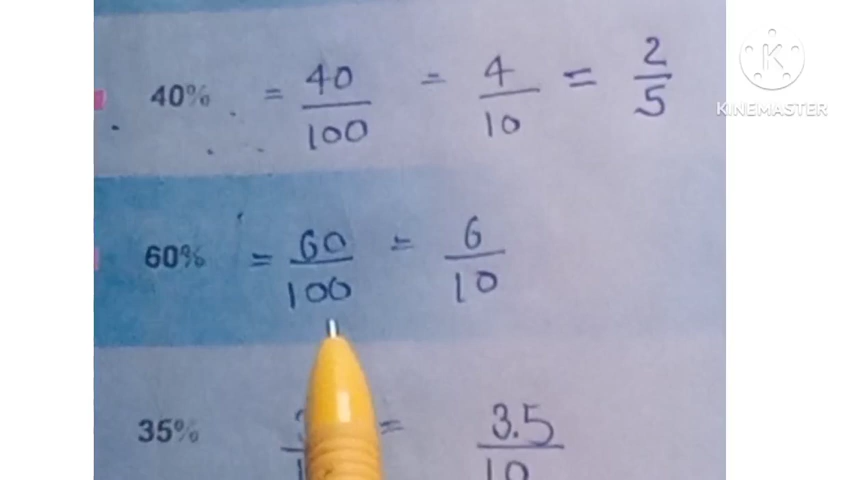 40% = 40/100 = 4/10 = 2/5
KINEMASTER
60% = 60/100 = 6/10
35% = 3.5/10